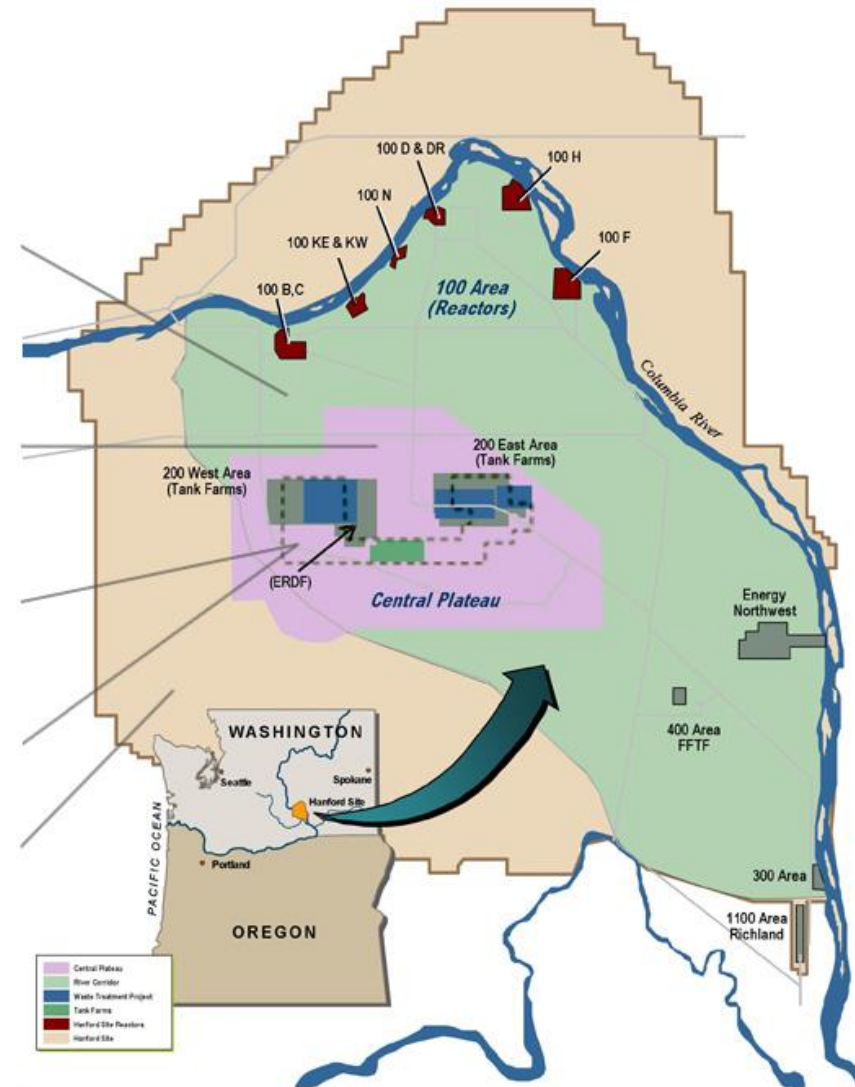 100 D & DR
100 H
100 N
100 KE & KW
100 F
100 B,C
100 Area
(Reactors)
Columbia River
200 West Area
(Tank Farms)
200 East Area
(Tank Farms)
(ERDF)
Central Plateau
Energy
Northwest
400 Area
FFTF
300 Area
1100 Area
Richland
WASHINGTON
Seattle
Spokane
Hanford Site
PACIFIC OCEAN
Portland
OREGON
Central Plateau
River Corridor
Waste Treatment Project
Tank Farms
Hanford Site Reactors
Hanford Site